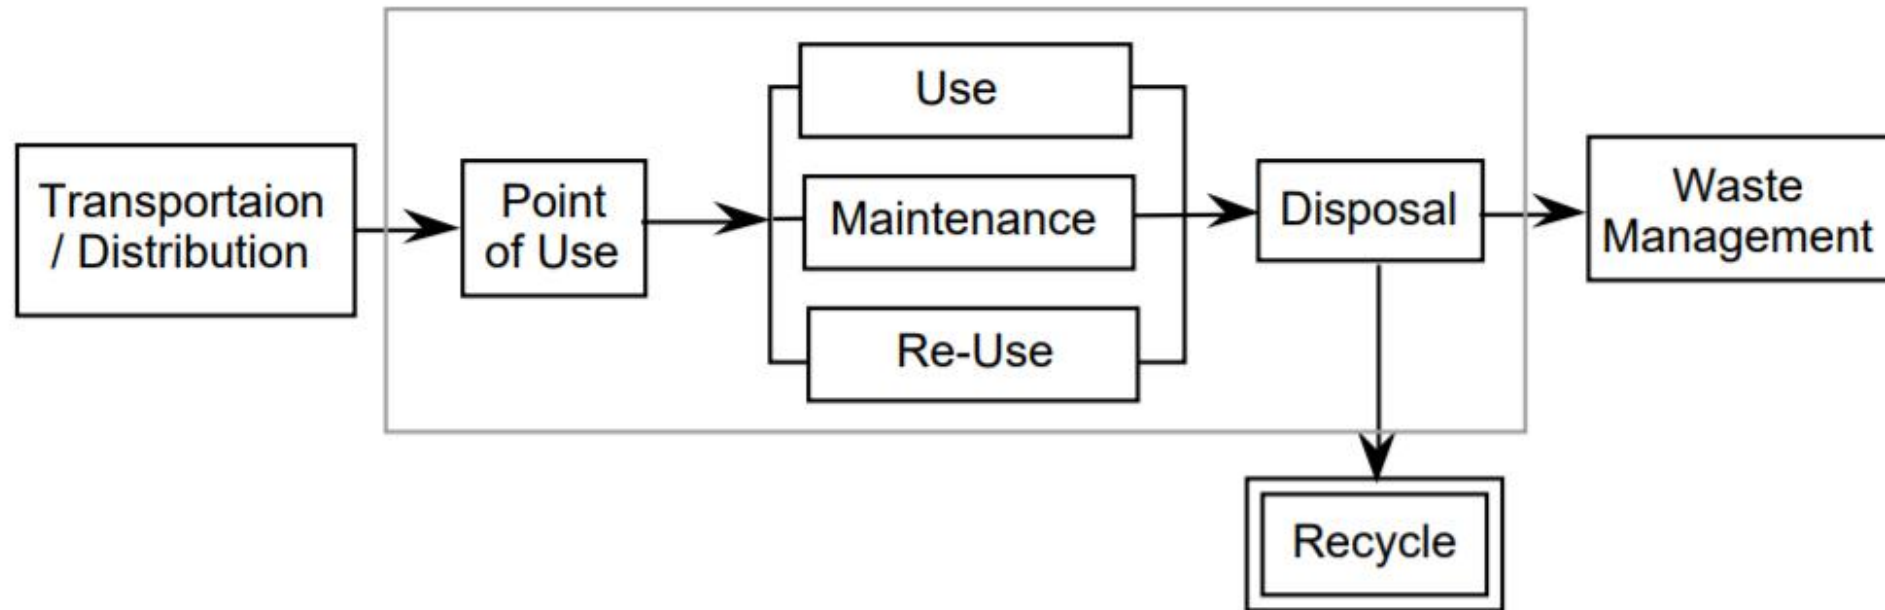 Transportaion
/ Distribution
Point
of Use
Use
Maintenance
Re-Use
Disposal
Waste
Management
Recycle